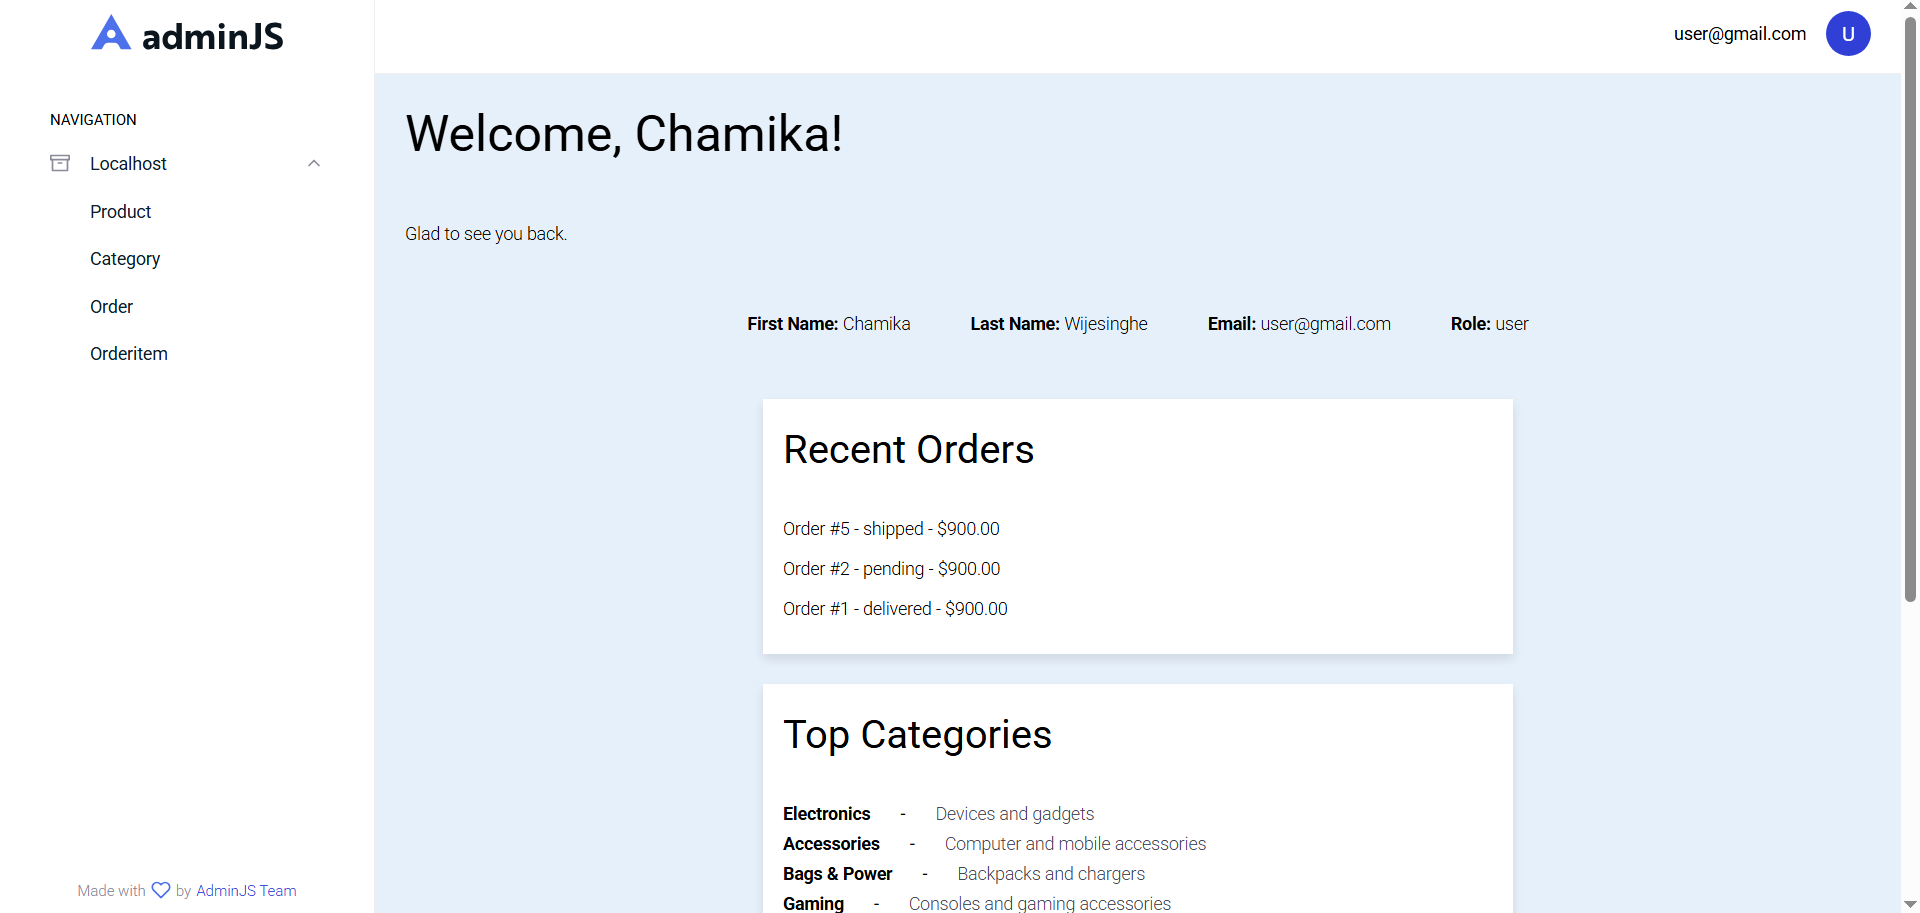 adminJS
user@gmail.com
U
NAVIGATION
Localhost
Product
Category
Order
Orderitem
Made with by AdminJS Team
Welcome, Chamika!
Glad to see you back.
First Name: Chamika Last Name: Wijesinghe Email: user@gmail.com Role: user
Recent Orders
Order #5 - shipped - $900.00
Order #2 - pending - $900.00
Order #1 - delivered - $900.00
Top Categories
Electronics - Devices and gadgets
Accessories - Computer and mobile accessories
Bags & Power - Backpacks and chargers
Gaming - Consoles and gaming accessories